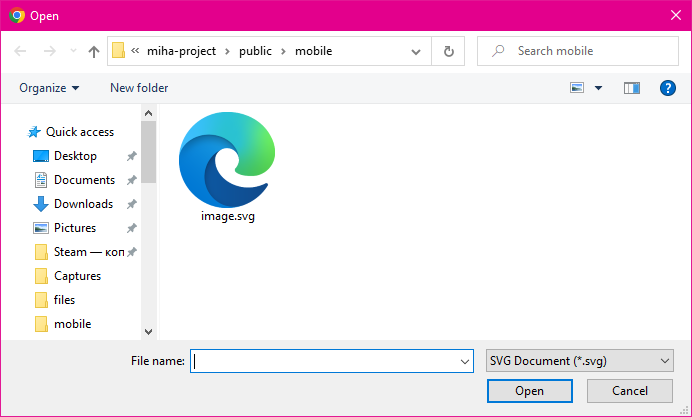 Open
« miha-project › public › mobile
Search mobile
Organize
New folder
Quick access
Desktop
Documents
Downloads
Pictures
Steam — коп
Captures
files
mobile
image.svg
File name:
SVG Document (*.svg)
Open
Cancel